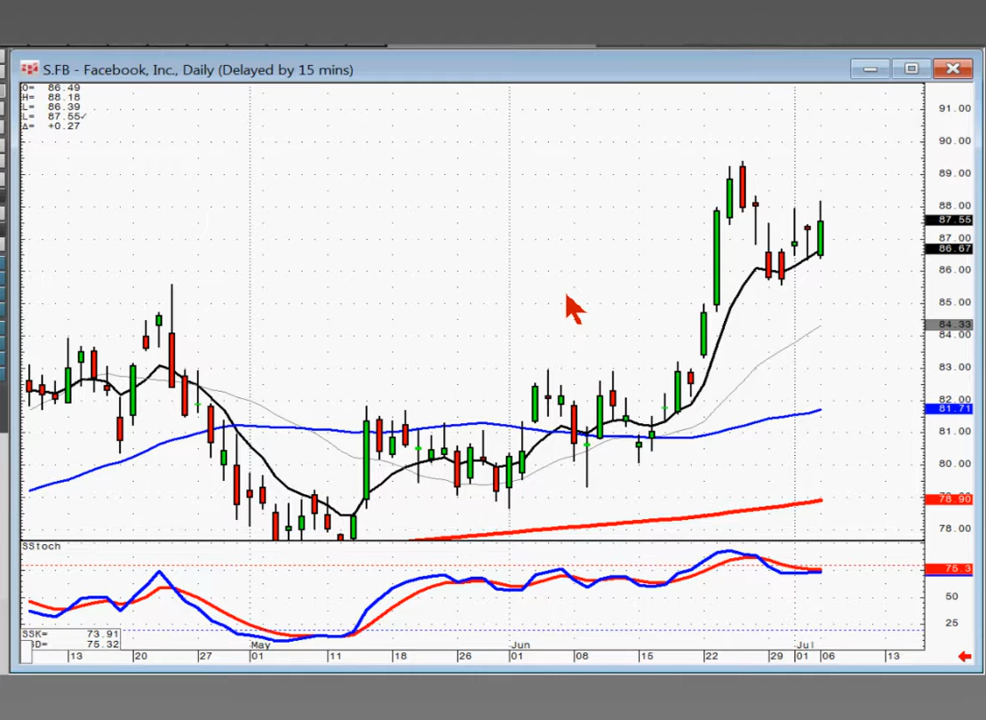 S.FB - Facebook, Inc., Daily (Delayed by 15 mins)
O= 86.49
H= 88.18
L= 86.39
L= 87.55✓
Δ= +0.27
91.00
90.00
89.00
88.00
87.55
87.00
86.67
86.00
85.00
84.33
84.00
83.00
82.00
81.71
81.00
80.00
78.90
78.00
SStoch
75.3
50
25
SSK= 73.91
SD= 75.32
May Jun Jul
13 20 27 01 11 18 26 01 08 15 22 29 01 06 13